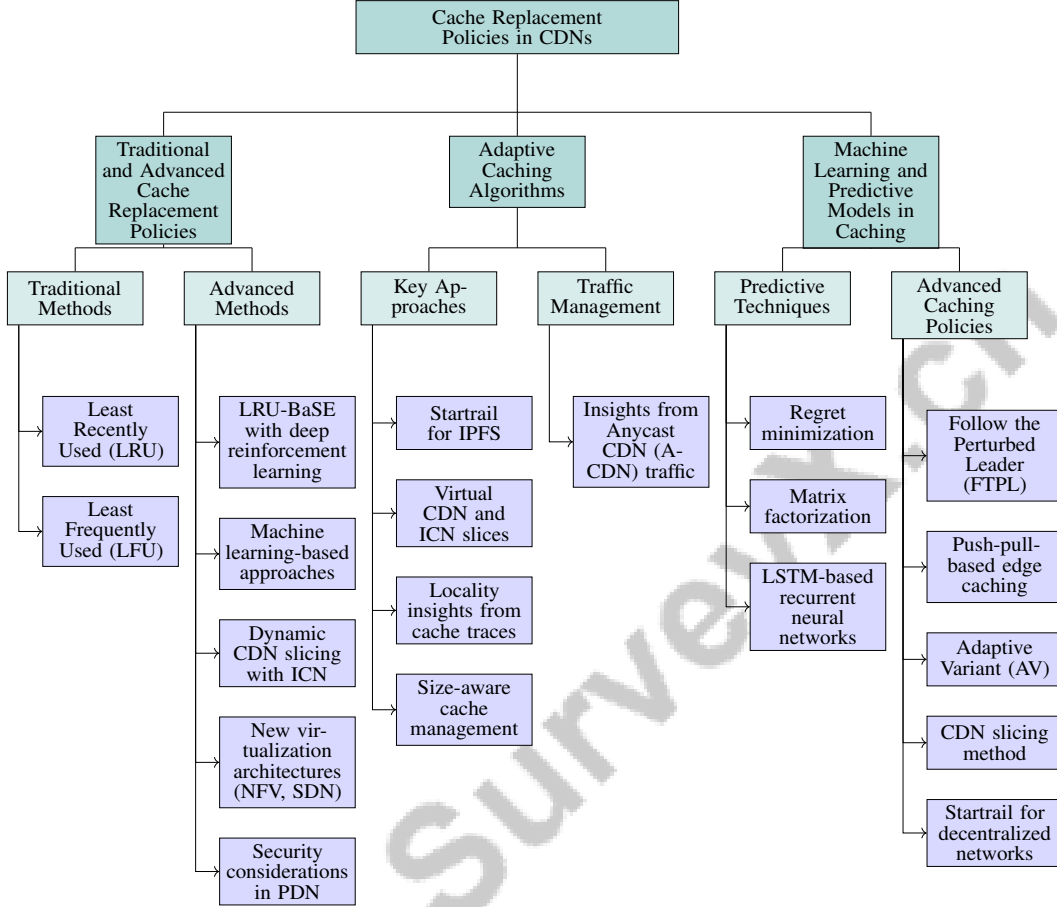 Cache Replacement
Policies in CDNs
Traditional
and Advanced
Cache
Replacement
Policies
Adaptive
Caching
Algorithms
Machine
Learning and
Predictive
Models in
Caching
Traditional
Methods
Advanced
Methods
Key Ap-
proaches
Traffic
Management
Predictive
Techniques
Advanced
Caching
Policies
Least
Recently
Used (LRU)
Least
Frequently
Used (LFU)
LRU-BaSE
with deep
reinforcement
learning
Machine
learning-based
approaches
Dynamic
CDN slicing
with ICN
New vir-
tualization
architectures
(NFV, SDN)
Security
considerations
in PDN
Startrail
for IPFS
Virtual
CDN and
ICN slices
Locality
insights from
cache traces
Size-aware
cache
management
Insights from
Anycast
CDN (A-
CDN) traffic
Regret
minimization
Matrix
factorization
LSTM-based
recurrent
neural
networks
Follow the
Perturbed
Leader
(FTPL)
Push-pull-
based edge
caching
Adaptive
Variant (AV)
CDN slicing
method
Startrail for
decentralized
networks
SurveyX.cn